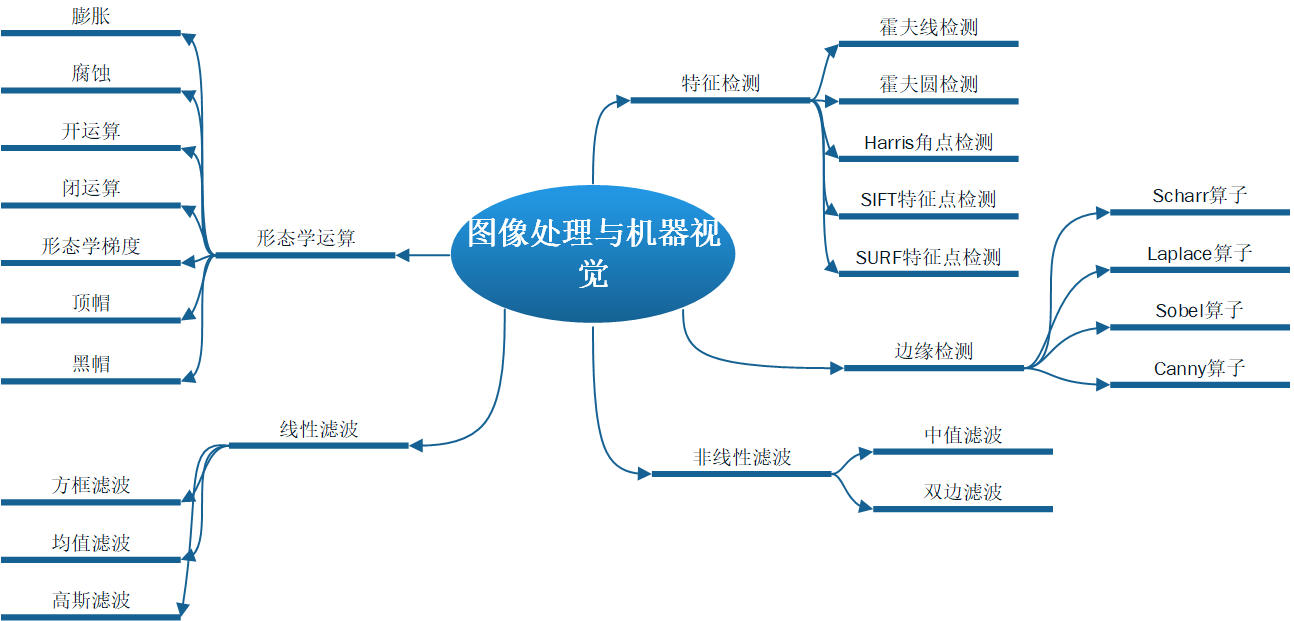 图像处理与机器视
觉
特征检测
霍夫线检测
霍夫圆检测
Harris角点检测
SIFT特征点检测
SURF特征点检测
边缘检测
Scharr算子
Laplace算子
Sobel算子
Canny算子
非线性滤波
中值滤波
双边滤波
线性滤波
方框滤波
均值滤波
高斯滤波
形态学运算
膨胀
腐蚀
开运算
闭运算
形态学梯度
顶帽
黑帽